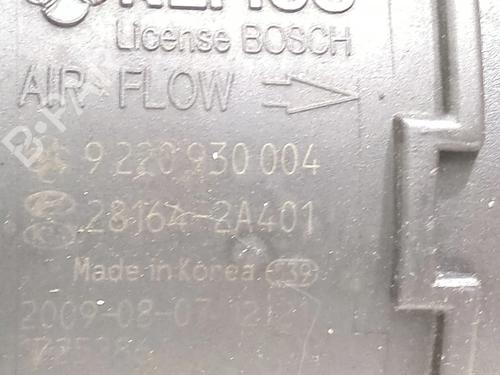 License BOSCH
AIR FLOW
9 220 930 004
28164-2A401
Made in Korea
2009-08-07